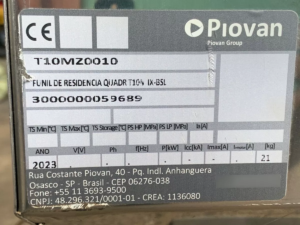 CE
Piovan
Piovan Group
T10MZ0010
FUNIL DE RESIDENCIA QUADR T10% IX-BSL
3000000059689
TS Min[°C] TS Max[°C] TS Storage[°C] PS HP [MPa] PS LP [MPa] Is[A]
ANO V[V] Ph f[Hz] P[kW] Icc[kA] Imax[A] [A] [kg]
2023 21
Rua Costante Piovan, 40 - Pq. Indl. Anhanguera
Osasco - SP - Brasil - CEP 06276-038
Fone: +55 11 3693-9500
CNPJ: 48.296.321/0001-01 - CREA: 1136080